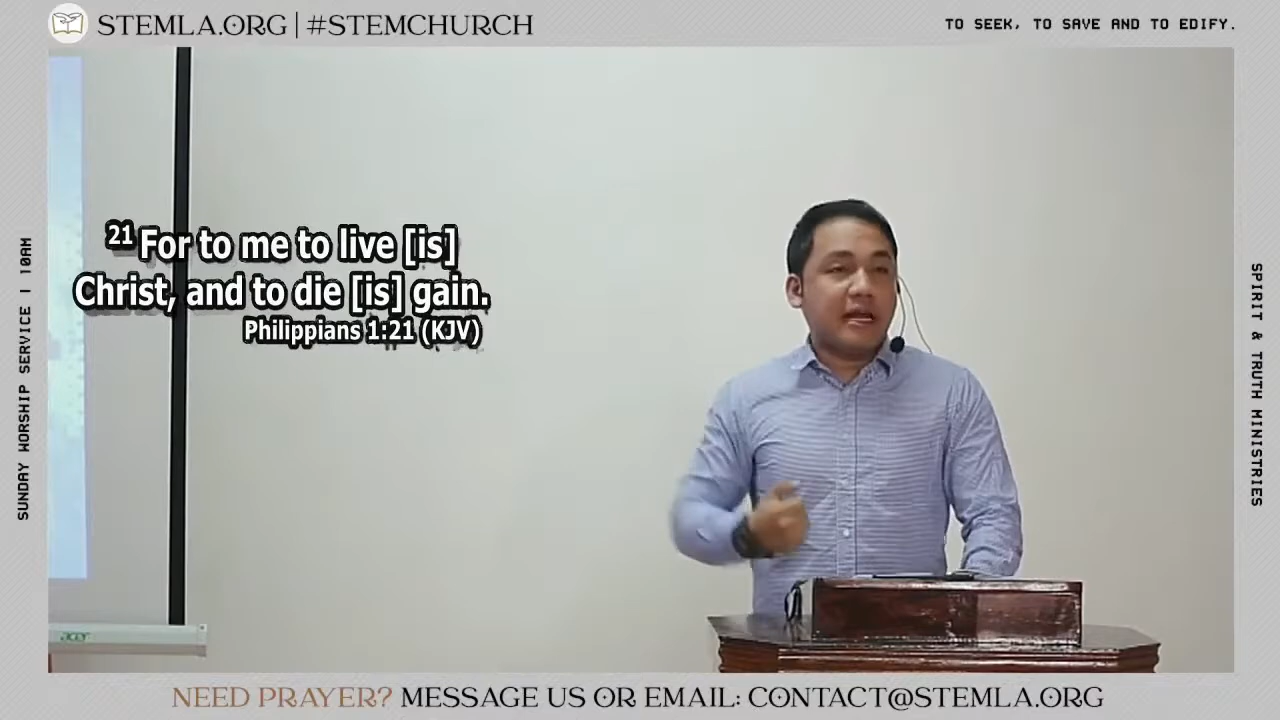 STEMLA.ORG | #STEMCHURCH
TO SEEK, TO SAVE AND TO EDIFY.
SUNDAY WORSHIP SERVICE | 10AM
21 For to me to live [is]
Christ, and to die [is] gain.
Philippians 1:21 (KJV)
acer
SPIRIT & TRUTH MINISTRIES
NEED PRAYER? MESSAGE US OR EMAIL: CONTACT@STEMLA.ORG